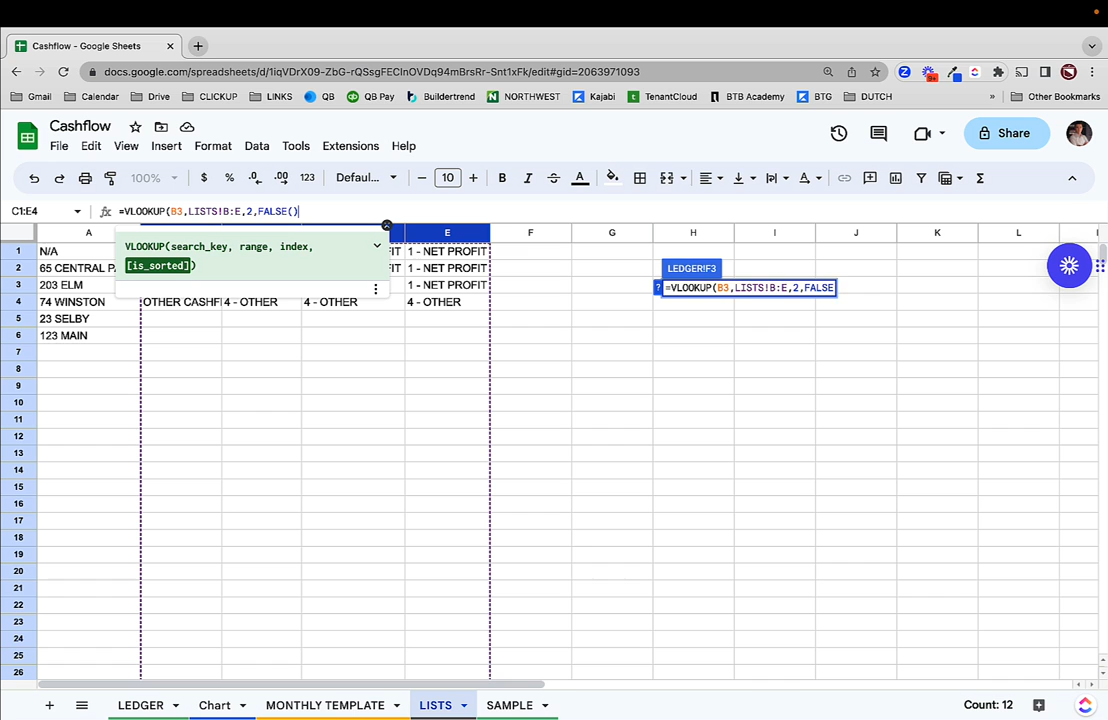 Cashflow - Google Sheets
docs.google.com/spreadsheets/d/1iqVDrX09-ZbG-rQSsgFECInOVDq94mBrsRr-Snt1xFk/edit#gid=2063971093
Gmail Calendar Drive CLICKUP LINKS QB QB Pay Buildertrend NORTHWEST Kajabi TenantCloud BTB Academy BTG DUTCH » Other Bookmarks
Cashflow
Share
File Edit View Insert Format Data Tools Extensions Help
100% $ % .0 .00 123 Defaul... − 10 + B I A Σ
C1:E4 fx =VLOOKUP(B3,LISTS!B:E,2,FALSE()
A E F G H I J K L
VLOOKUP(search_key, range, index,
[is_sorted])
1 N/A 1 - NET PROFIT
2 65 CENTRAL 1 - NET PROFIT LEDGER!F3
3 203 ELM 1 - NET PROFIT ? =VLOOKUP(B3,LISTS!B:E,2,FALSE
4 74 WINSTON OTHER CASHFI 4 - OTHER 4 - OTHER 4 - OTHER
5 23 SELBY
6 123 MAIN
7
8
9
10
11
12
13
14
15
16
17
18
19
20
21
22
23
24
25
26
+ LEDGER Chart MONTHLY TEMPLATE LISTS SAMPLE Count: 12